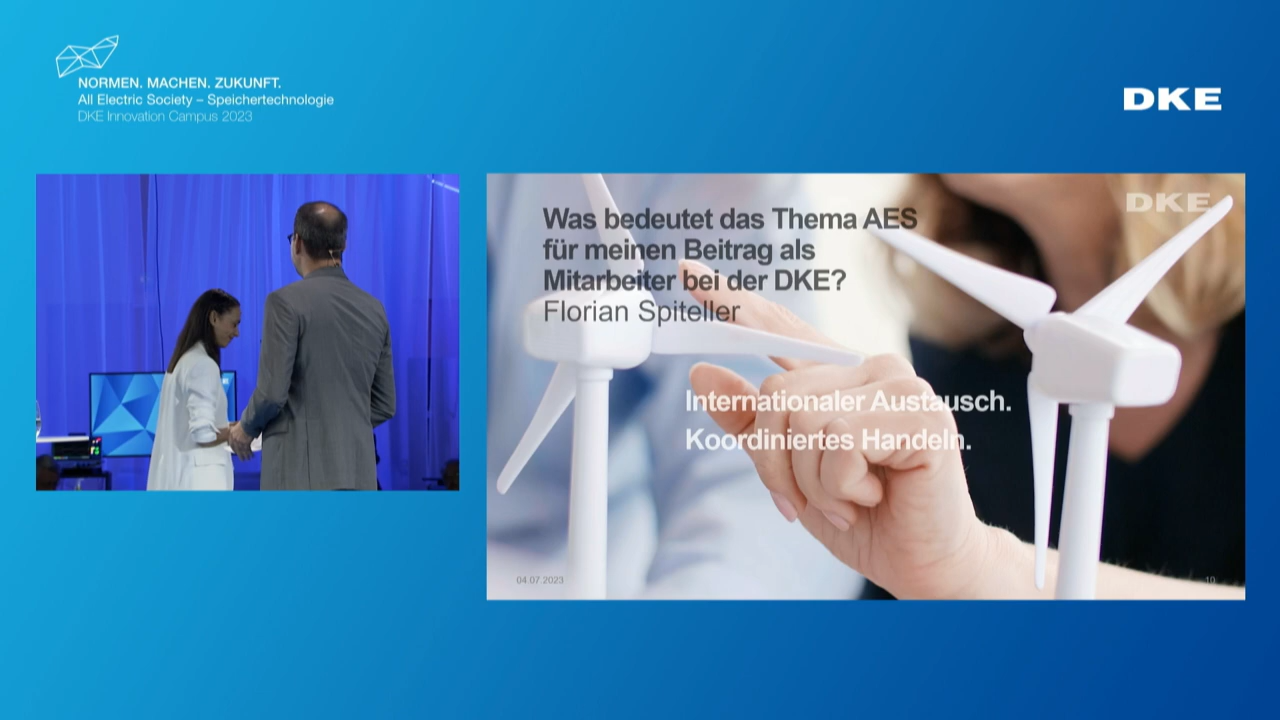 NORMEN. MACHEN. ZUKUNFT.
All Electric Society – Speichertechnologie
DKE Innovation Campus 2023
DKE
DKE
Was bedeutet das Thema AES
für meinen Beitrag als
Mitarbeiter bei der DKE?
Florian Spiteller
Internationaler Austausch.
Koordiniertes Handeln.
04.07.2023
10